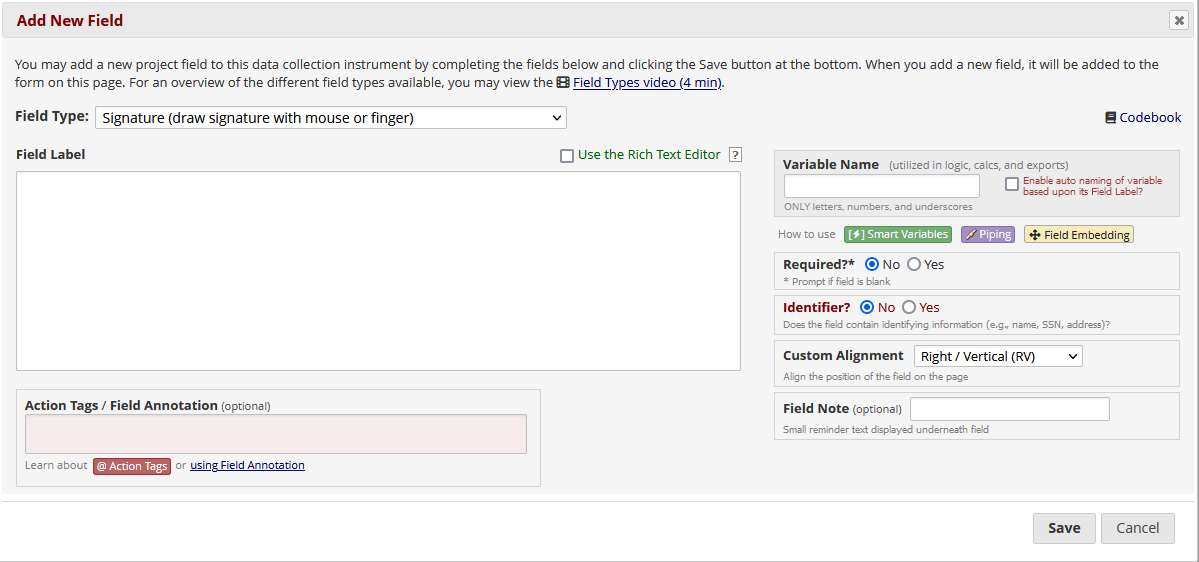 Add New Field
You may add a new project field to this data collection instrument by completing the fields below and clicking the Save button at the bottom. When you add a new field, it will be added to the
form on this page. For an overview of the different field types available, you may view the Field Types video (4 min).
Field Type: Signature (draw signature with mouse or finger)
Codebook
Field Label
Use the Rich Text Editor ?
Variable Name (utilized in logic, calcs, and exports)
Enable auto naming of variable
based upon its Field Label?
ONLY letters, numbers, and underscores
How to use [⚡] Smart Variables Piping Field Embedding
Required?* No Yes
* Prompt if field is blank
Identifier? No Yes
Does the field contain identifying information (e.g., name, SSN, address)?
Custom Alignment Right / Vertical (RV)
Align the position of the field on the page
Field Note (optional)
Small reminder text displayed underneath field
Action Tags / Field Annotation (optional)
Learn about @ Action Tags or using Field Annotation
Save Cancel